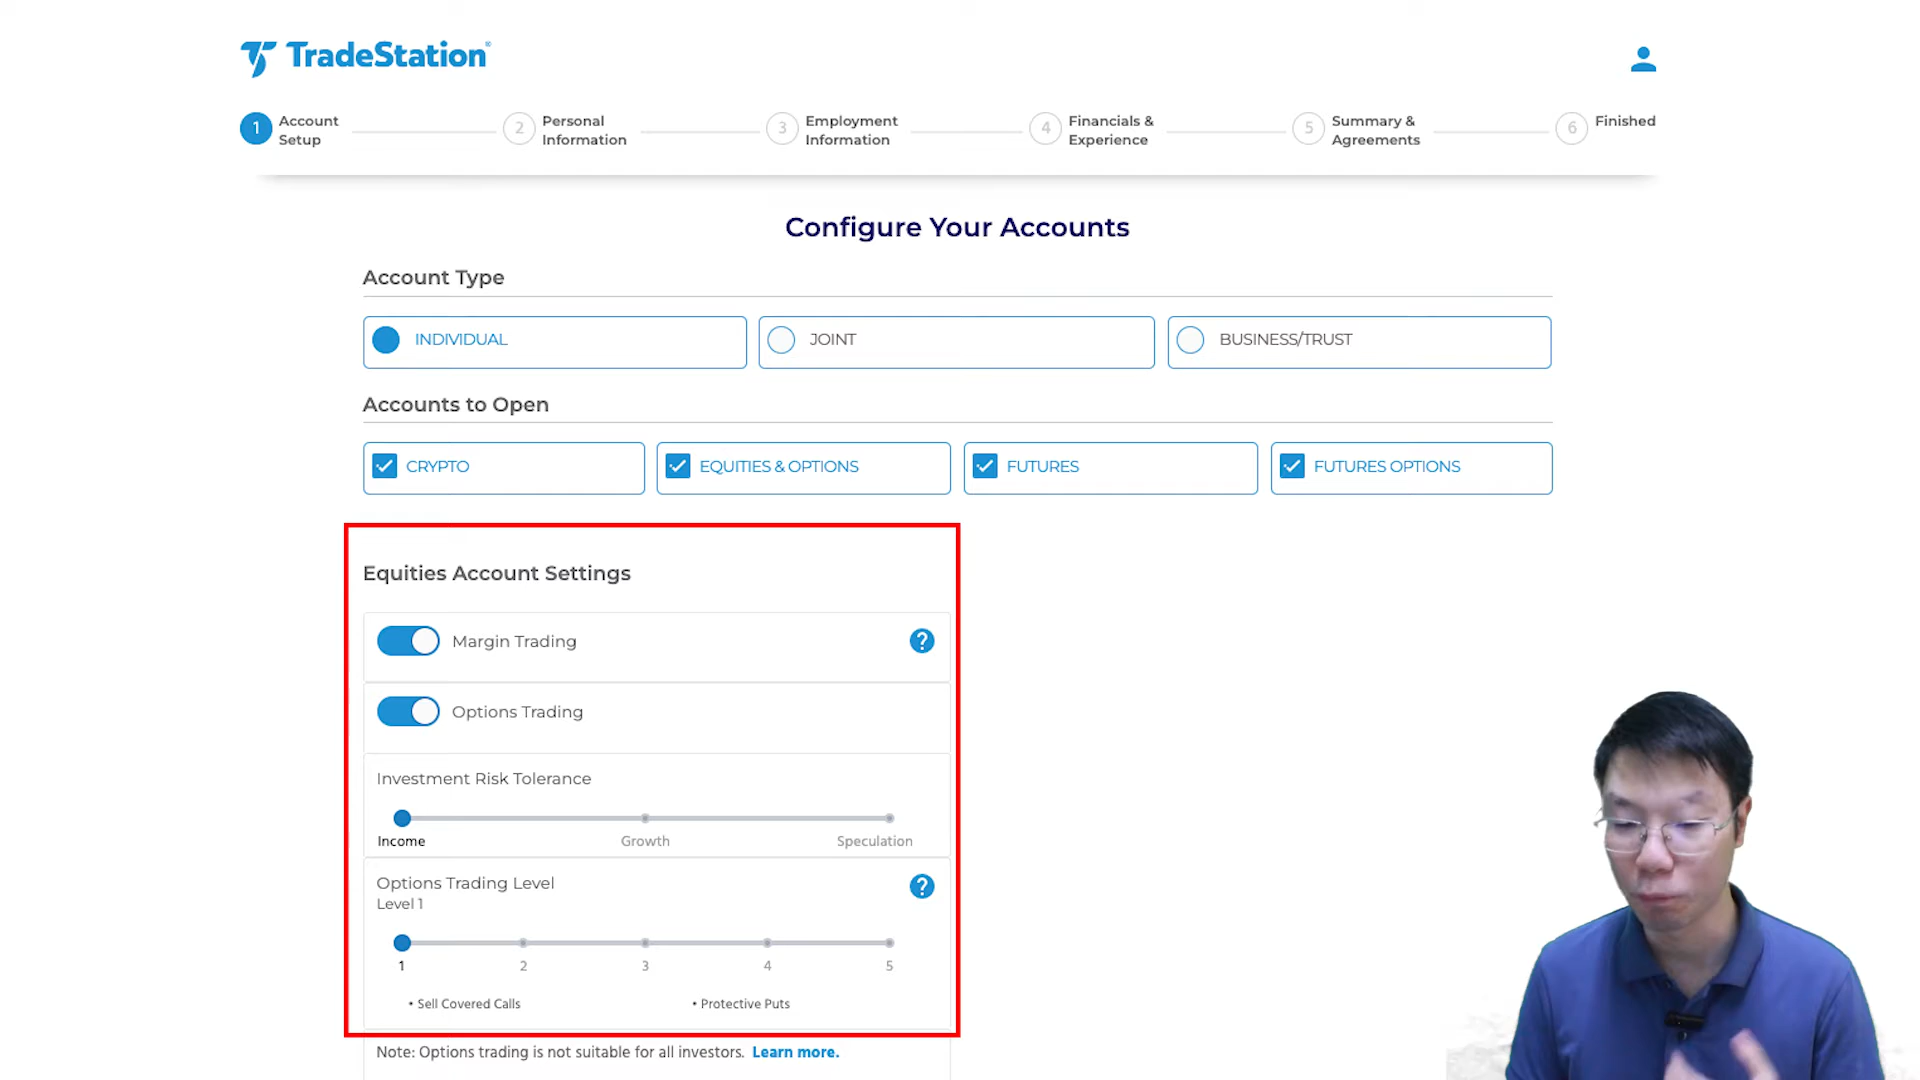 TradeStation®
1 Account Setup
2 Personal Information
3 Employment Information
4 Financials & Experience
5 Summary & Agreements
6 Finished
Configure Your Accounts
Account Type
INDIVIDUAL JOINT BUSINESS/TRUST
Accounts to Open
CRYPTO EQUITIES & OPTIONS FUTURES FUTURES OPTIONS
Equities Account Settings
Margin Trading ?
Options Trading
Investment Risk Tolerance
Income Growth Speculation
Options Trading Level ?
Level 1
1 2 3 4 5
• Sell Covered Calls • Protective Puts
Note: Options trading is not suitable for all investors. Learn more.